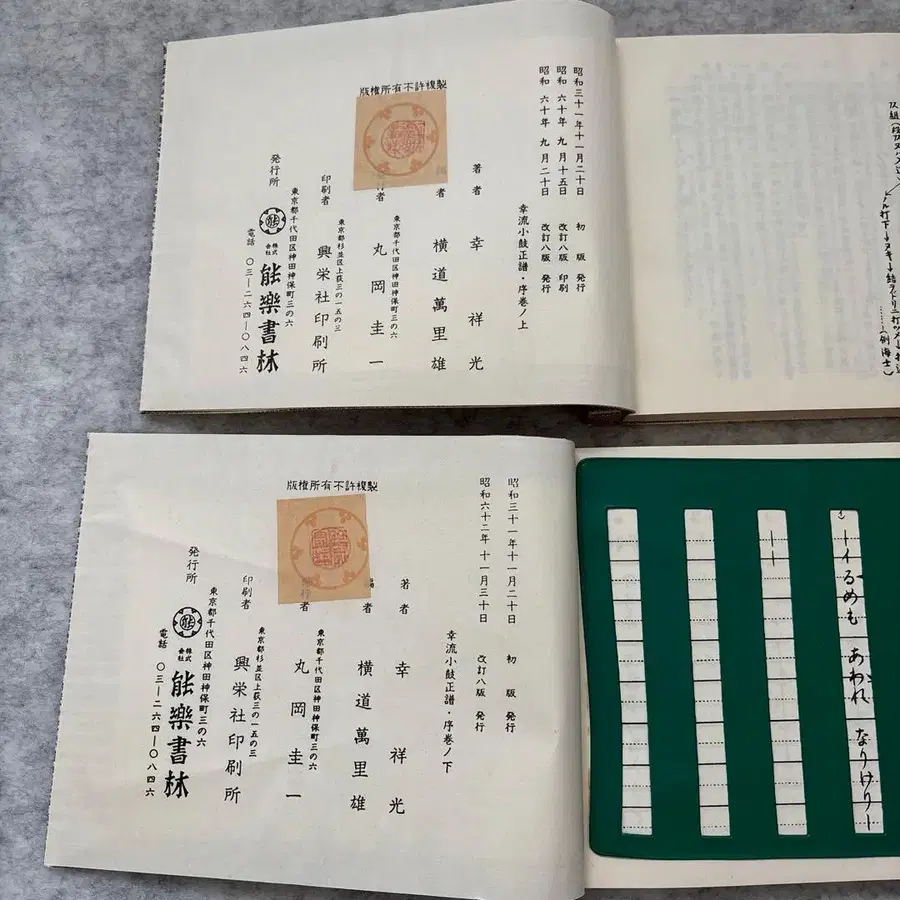 昭和三十一年十一月二十日 初版 発行
昭和六十年九月十五日 改訂八版 印刷
昭和六十年九月二十日 改訂八版 発行
幸流小鼓正譜・序巻ノ上
著者 幸祥光
者 横道萬里雄
東京都千代田区神田神保町三の六
行者 丸岡圭一
東京都杉並区上荻三の一五の三
印刷者 興栄社印刷所
版権所有不許複製
東京都千代田区神田神保町三の六
発行所 株式会社 能樂書林
電話 〇三―二六四―〇八四六
ノル打下→ヌキ→結
(例海士)
昭和三十一年十一月二十日 初版 発行
昭和六十二年十一月三十日 改訂八版 発行
幸流小鼓正譜・序巻ノ下
著者 幸祥光
編者 横道萬里雄
東京都千代田区神田神保町三の六
行者 丸岡圭一
東京都杉並区上荻三の一五の三
印刷者 興栄社印刷所
版権所有不許複製
東京都千代田区神田神保町三の六
発行所 株式会社 能樂書林
電話 〇三―二六四―〇八四六
ーイるめも あわれ なりけりー